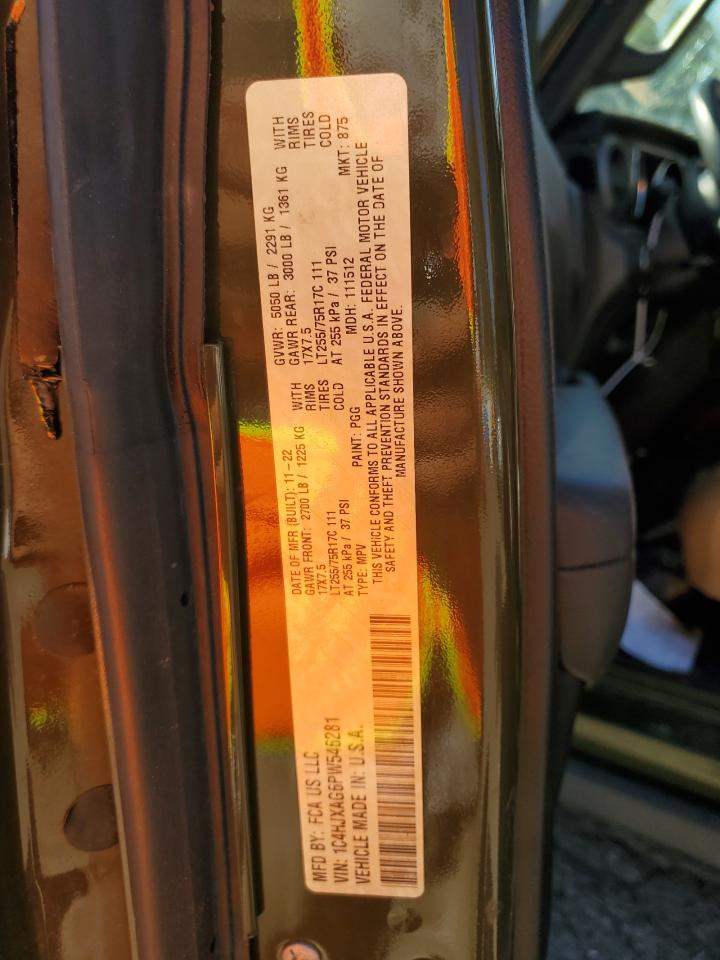 MFD BY: FCA US LLC
VIN: 1C4HJXAG6PW546281
VEHICLE MADE IN: U.S.A.
DATE OF MFR (BUILT): 11-22
GAWR FRONT: 2700 LB / 1225 KG WITH
17X7.5 RIMS
LT255/75R17C 111 TIRES
AT 255 kPa / 37 PSI COLD
GVWR: 5050 LB / 2291 KG
GAWR REAR: 3000 LB / 1361 KG WITH
17X7.5 RIMS
LT255/75R17C 111 TIRES
AT 255 kPa / 37 PSI COLD
TYPE: MPV PAINT: PGG MDH: 111512 MKT: 875
THIS VEHICLE CONFORMS TO ALL APPLICABLE U.S.A. FEDERAL MOTOR VEHICLE
SAFETY AND THEFT PREVENTION STANDARDS IN EFFECT ON THE DATE OF
MANUFACTURE SHOWN ABOVE.